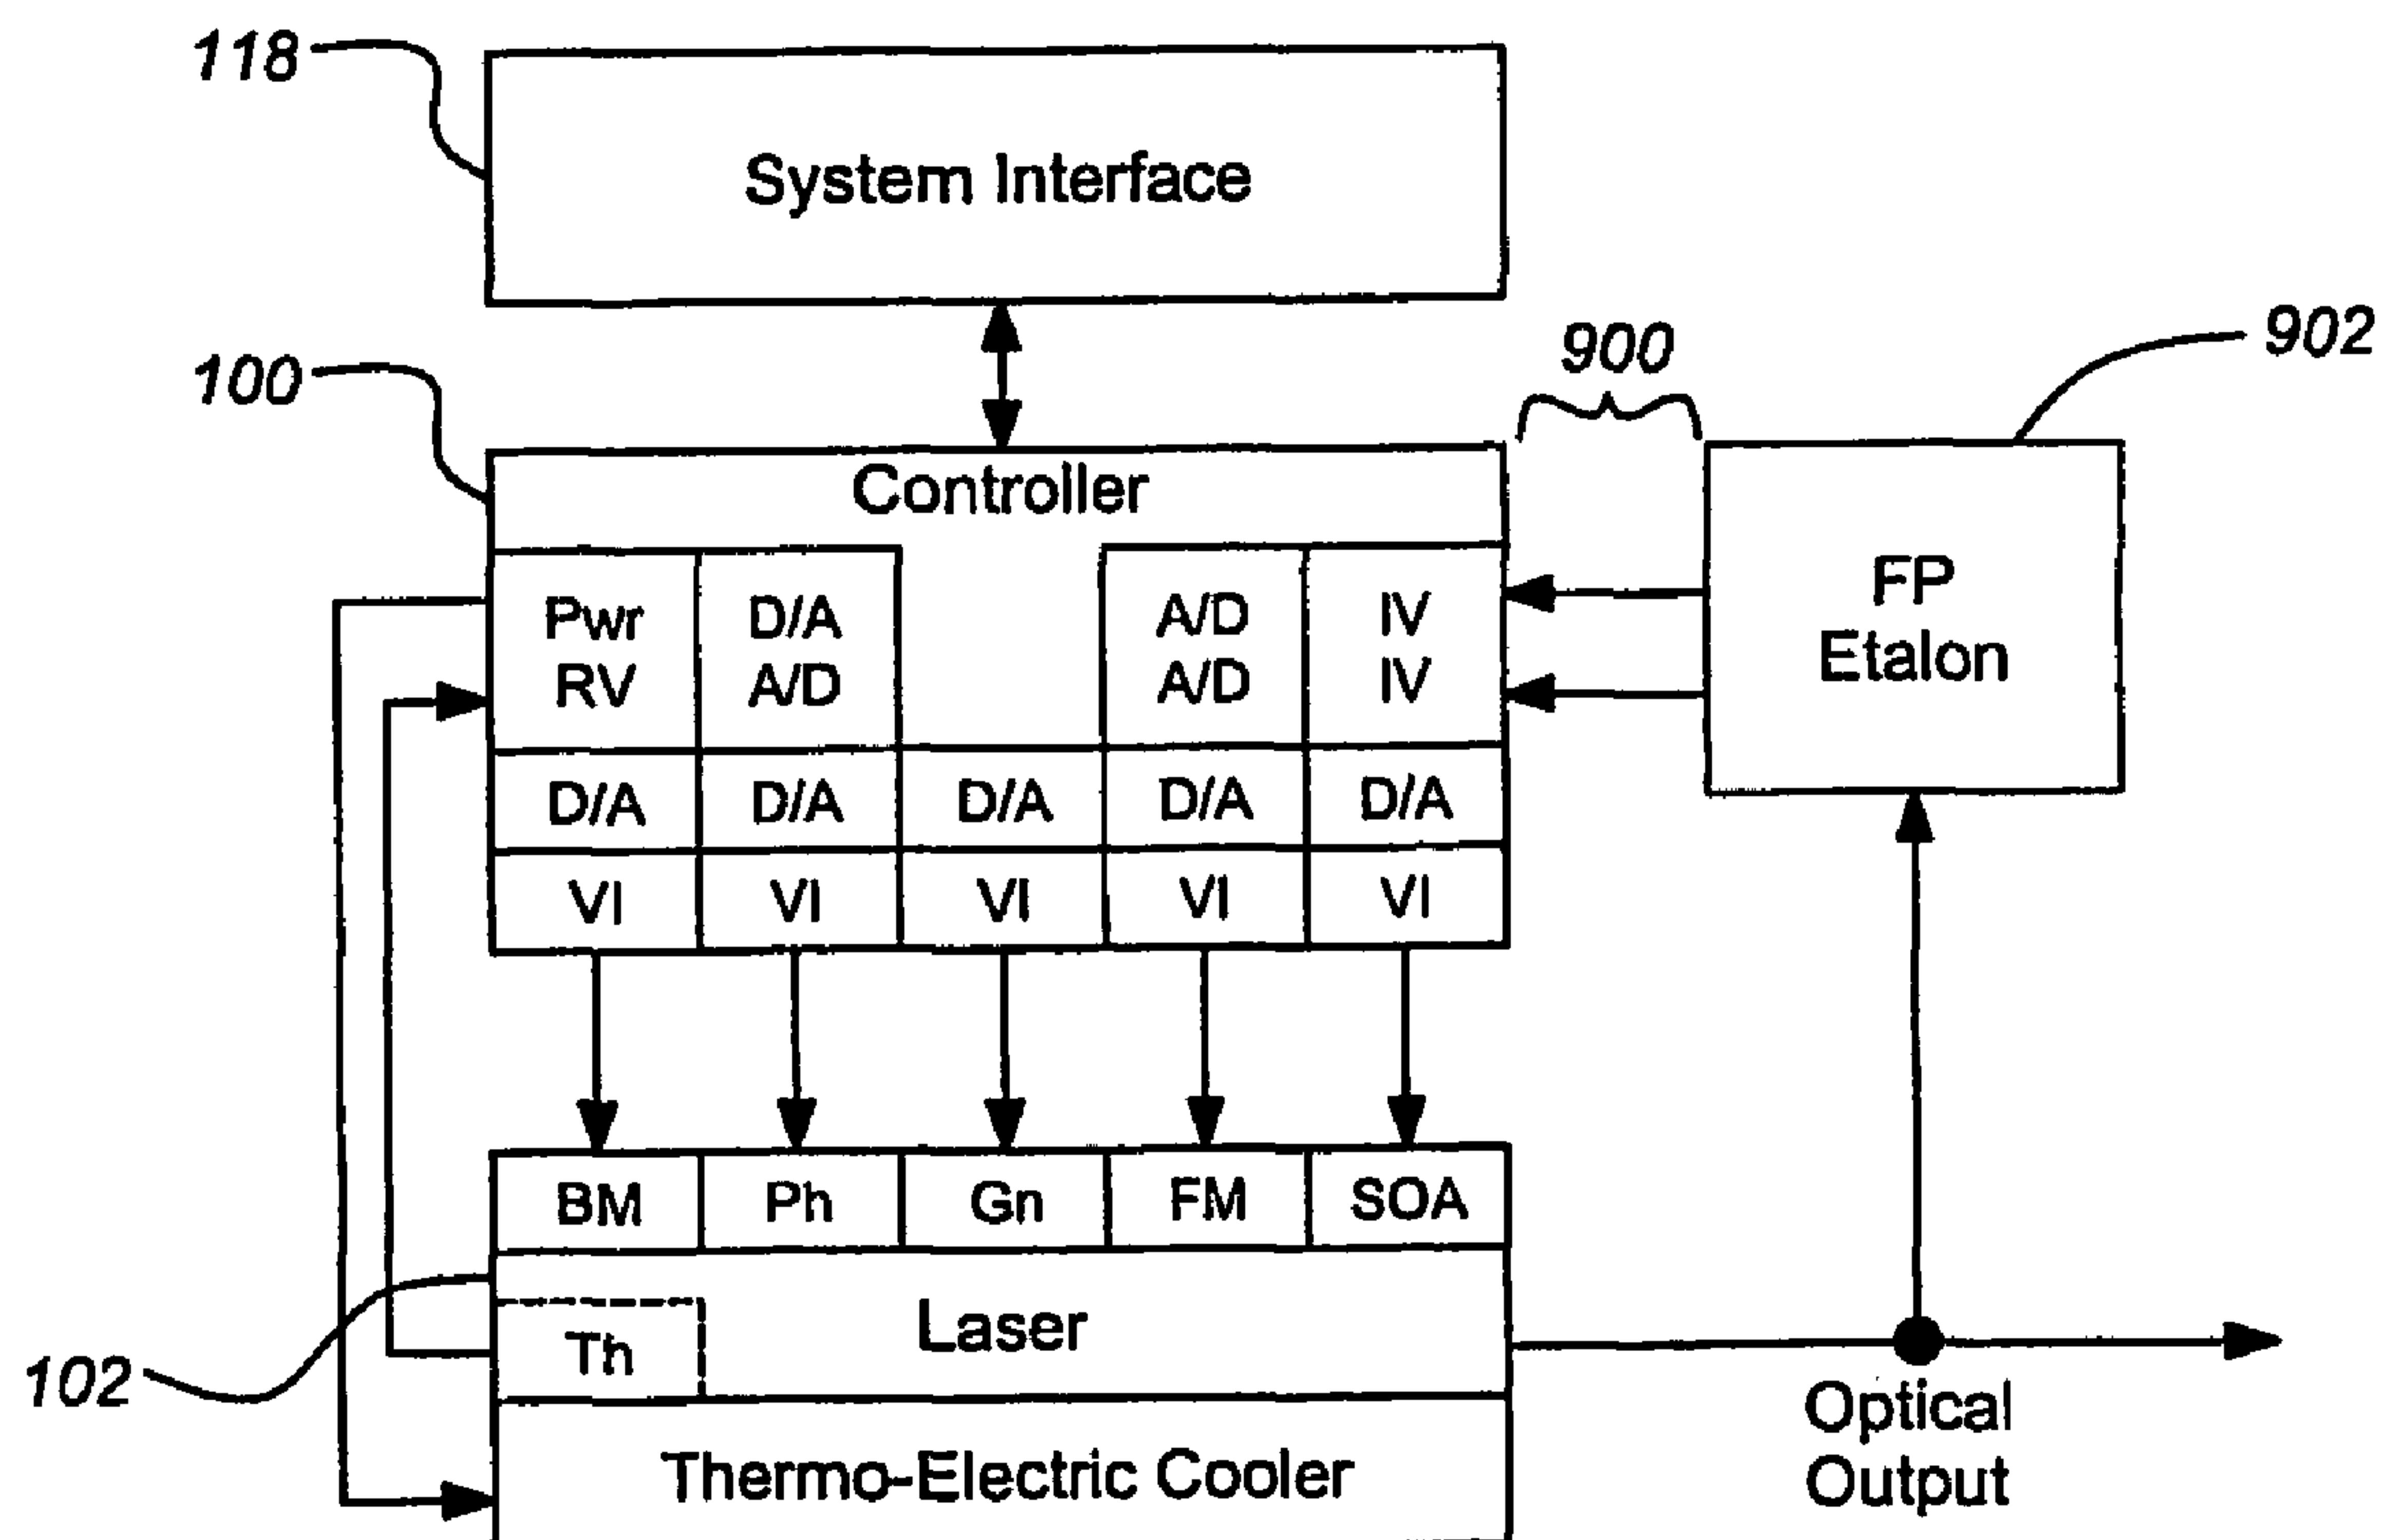 118
System Interface
100
900
902
Controller
Pwr D/A A/D IV
RV A/D A/D IV
FP
Etalon
D/A D/A D/A D/A D/A
VI VI VI VI VI
BM Ph Gn FM SOA
Laser
Th
102
Optical
Output
Thermo-Electric Cooler